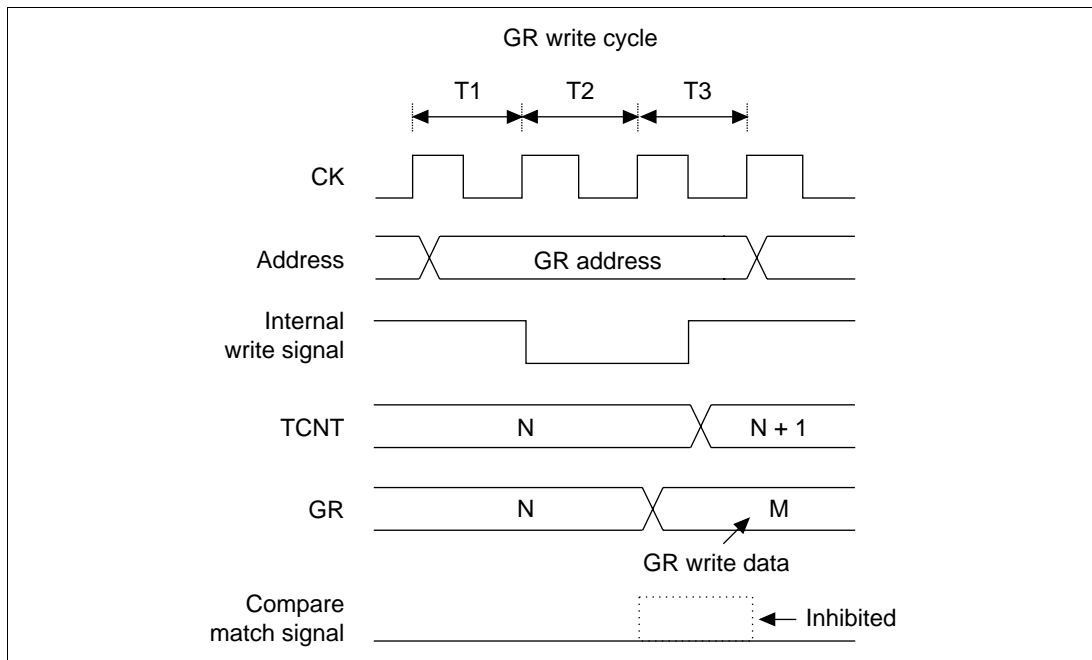 GR write cycle
T1 T2 T3
CK
Address GR address
Internal
write signal
TCNT N N + 1
GR N M
GR write data
Compare
match signal Inhibited